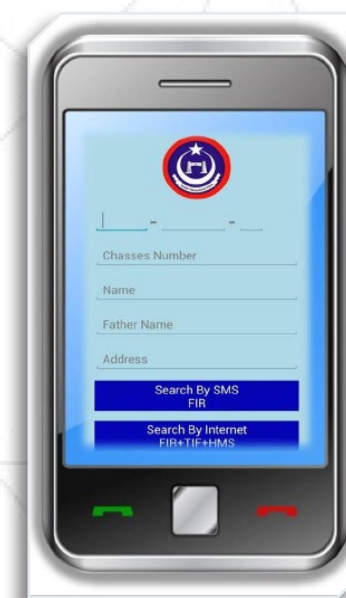 - -
Chasses Number
Name
Father Name
Address
Search By SMS
FIR
Search By Internet
FIR+TIF+HMS